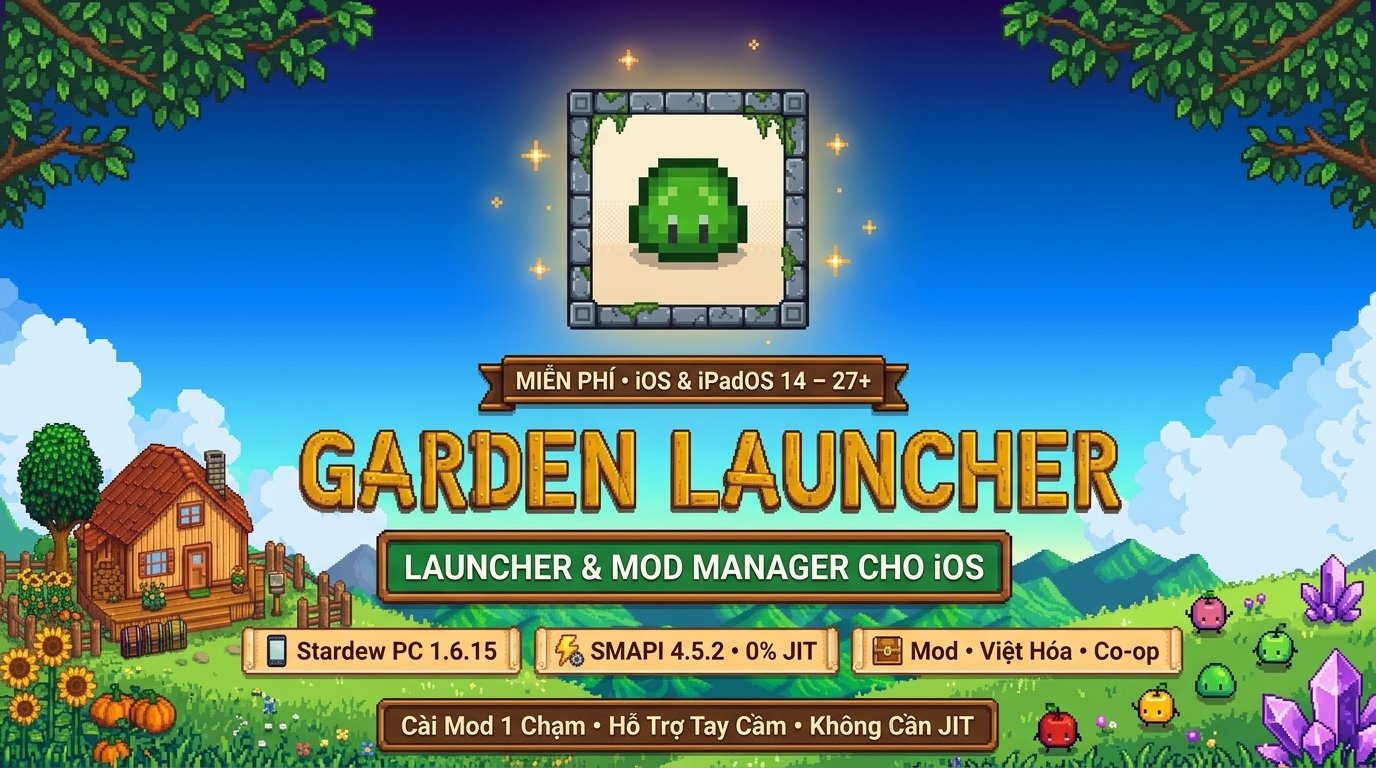 MIỄN PHÍ • iOS & iPadOS 14 – 27+
GARDEN LAUNCHER
LAUNCHER & MOD MANAGER CHO iOS
Stardew PC 1.6.15
SMAPI 4.5.2 • 0% JIT
Mod • Việt Hóa • Co-op
Cài Mod 1 Chạm • Hỗ Trợ Tay Cầm • Không Cần JIT